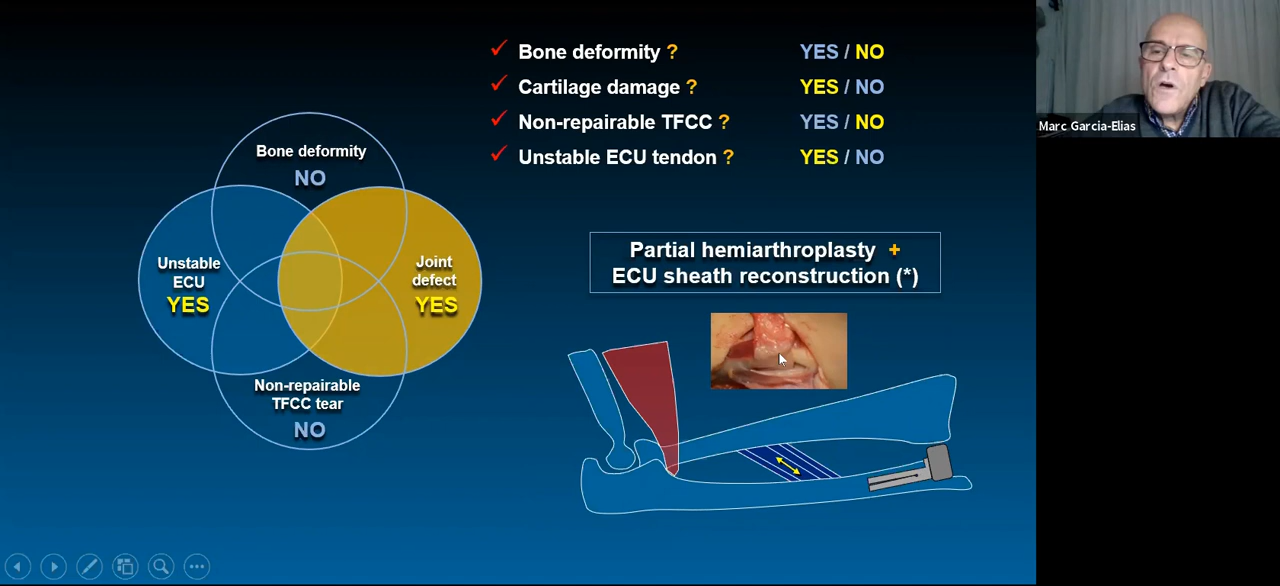 Bone deformity ? YES / NO
Cartilage damage ? YES / NO
Non-repairable TFCC ? YES / NO
Unstable ECU tendon ? YES / NO
Bone deformity
NO
Unstable
ECU
YES
Joint
defect
YES
Non-repairable
TFCC tear
NO
Partial hemiarthroplasty +
ECU sheath reconstruction (*)
Marc Garcia-Elias